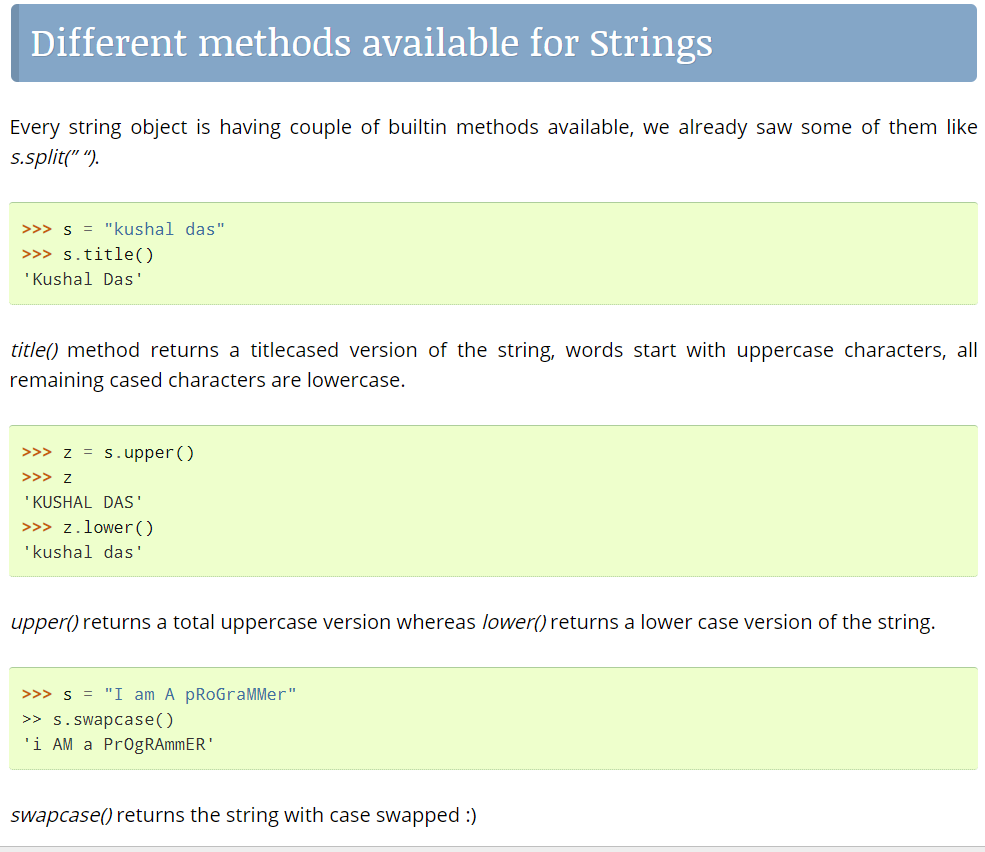 Different methods available for Strings
Every string object is having couple of builtin methods available, we already saw some of them like
s.split(” “).
>>> s = "kushal das"
>>> s.title()
'Kushal Das'
title() method returns a titlecased version of the string, words start with uppercase characters, all
remaining cased characters are lowercase.
>>> z = s.upper()
>>> z
'KUSHAL DAS'
>>> z.lower()
'kushal das'
upper() returns a total uppercase version whereas lower() returns a lower case version of the string.
>>> s = "I am A pRoGraMMer"
>> s.swapcase()
'i AM a PrOgRAmmER'
swapcase() returns the string with case swapped :)